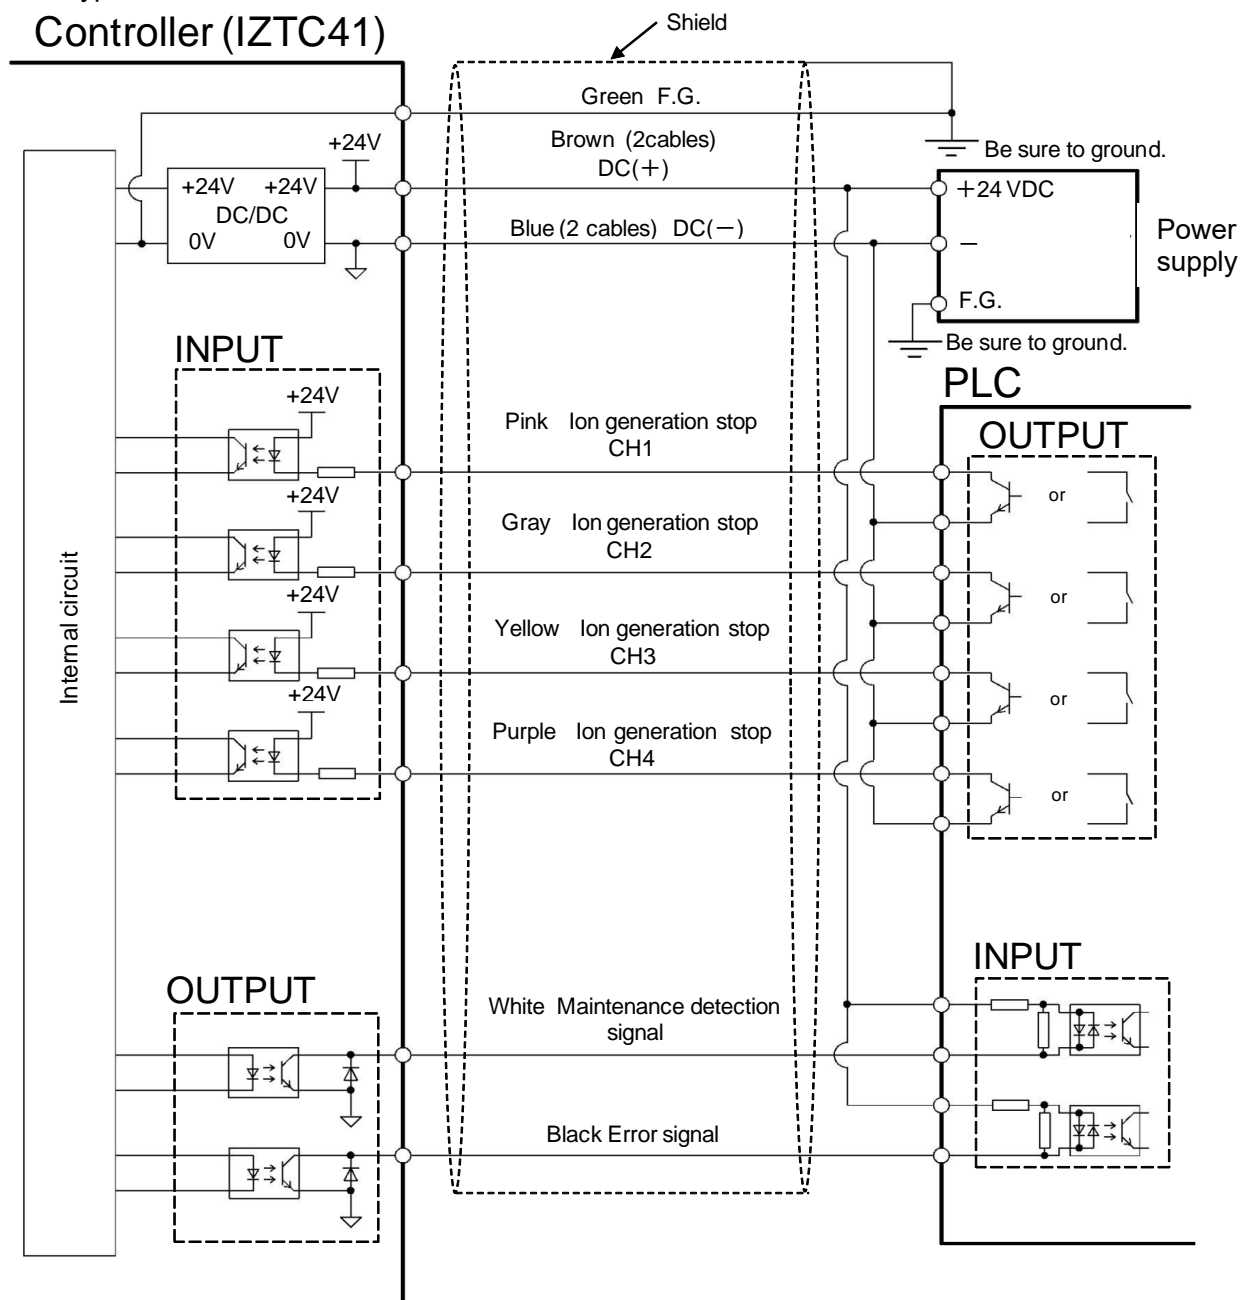 Controller (IZTC41)
Shield
Green F.G.
Brown (2cables)
DC(+)
+24V
Be sure to ground.
+24V +24V
DC/DC
0V 0V
Blue (2 cables) DC(−)
+24 VDC
−
F.G.
Power
supply
Be sure to ground.
INPUT
PLC
OUTPUT
+24V
Pink Ion generation stop
CH1
or
+24V
Gray Ion generation stop
CH2
or
+24V
Yellow Ion generation stop
CH3
or
+24V
Purple Ion generation stop
CH4
or
Internal circuit
OUTPUT
INPUT
White Maintenance detection
signal
Black Error signal